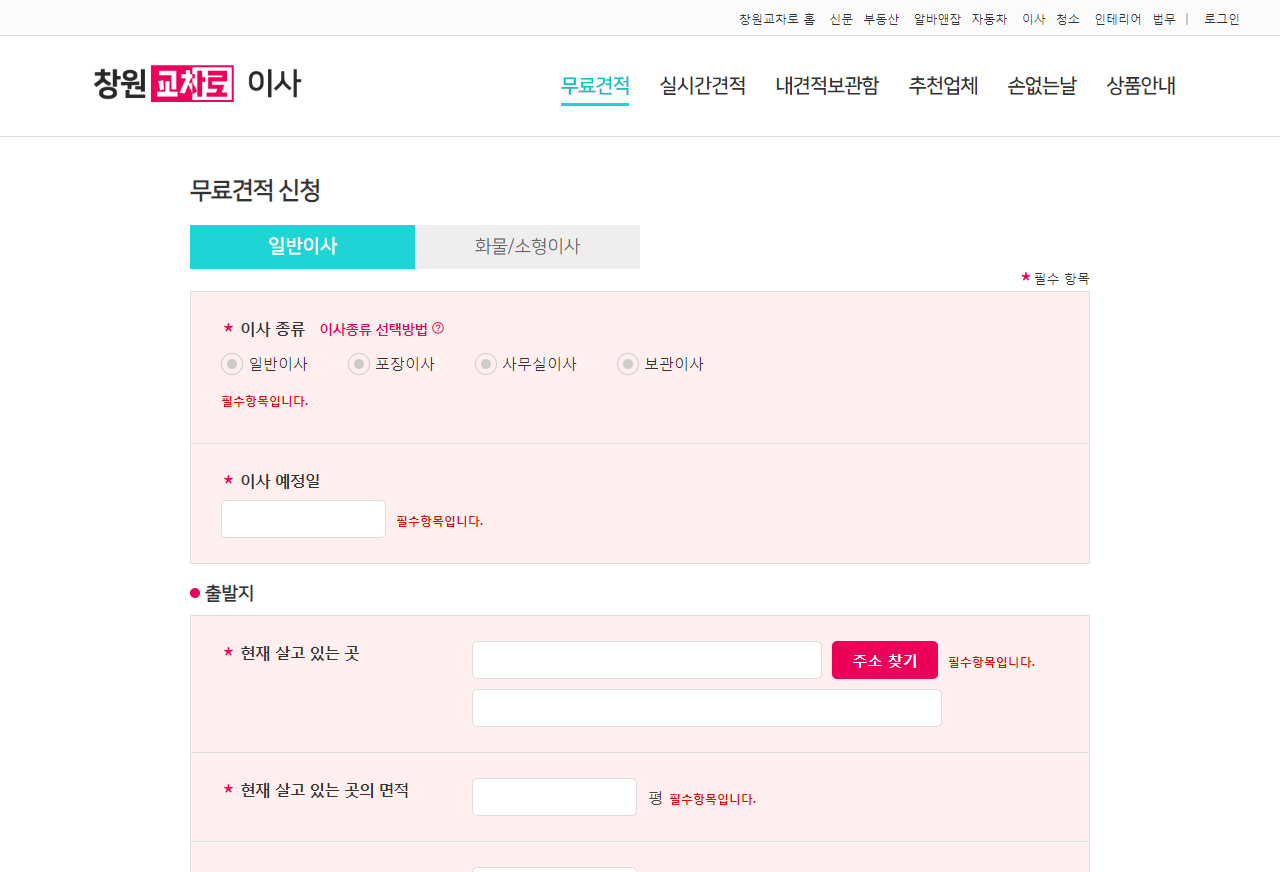 창원교차로 홈 신문 부동산 알바앤잡 자동차 이사 청소 인테리어 법무 | 로그인
창원 교차로 이사
무료견적 실시간견적 내견적보관함 추천업체 손없는날 상품안내
무료견적 신청
일반이사 화물/소형이사
* 필수 항목
* 이사 종류 이사종류 선택방법 ?
일반이사 포장이사 사무실이사 보관이사
필수항목입니다.
* 이사 예정일
필수항목입니다.
출발지
* 현재 살고 있는 곳 주소 찾기 필수항목입니다.
* 현재 살고 있는 곳의 면적 평 필수항목입니다.